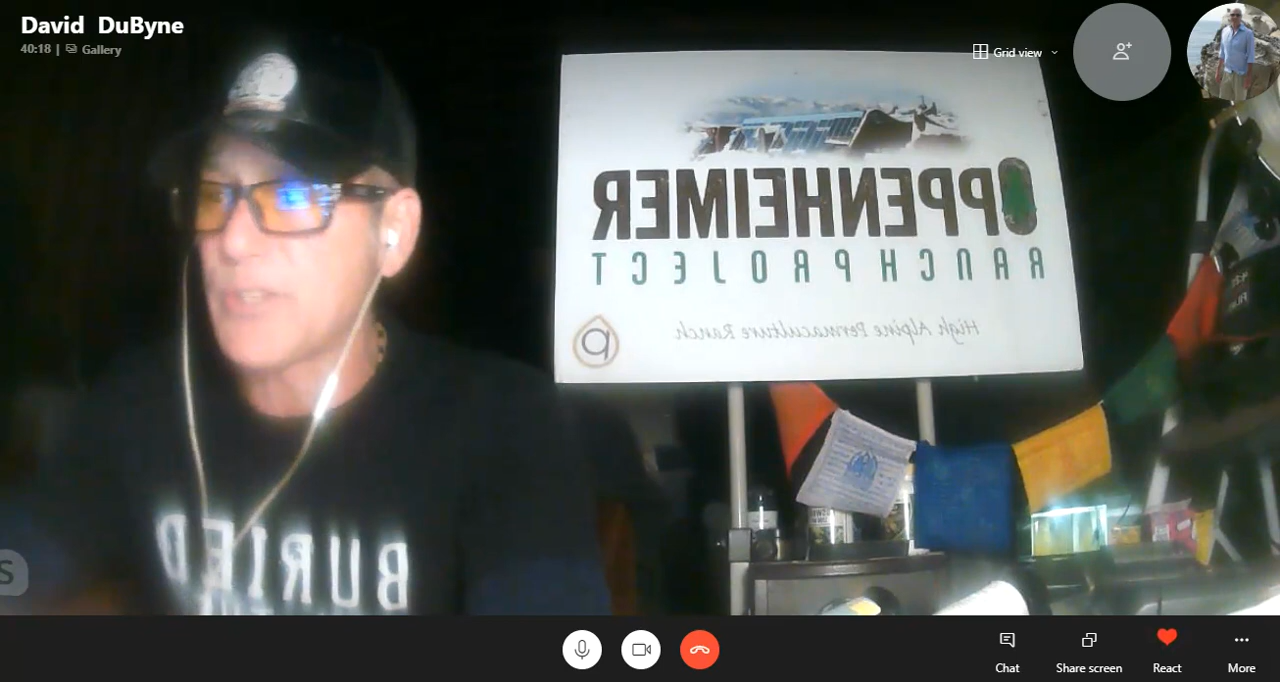 David DuByne
40:18 | Gallery
Grid view
OPPENHEIMER
RANCH PROJECT
High Alpine Permaculture Ranch
BURIED
S
Chat
Share screen
React
More